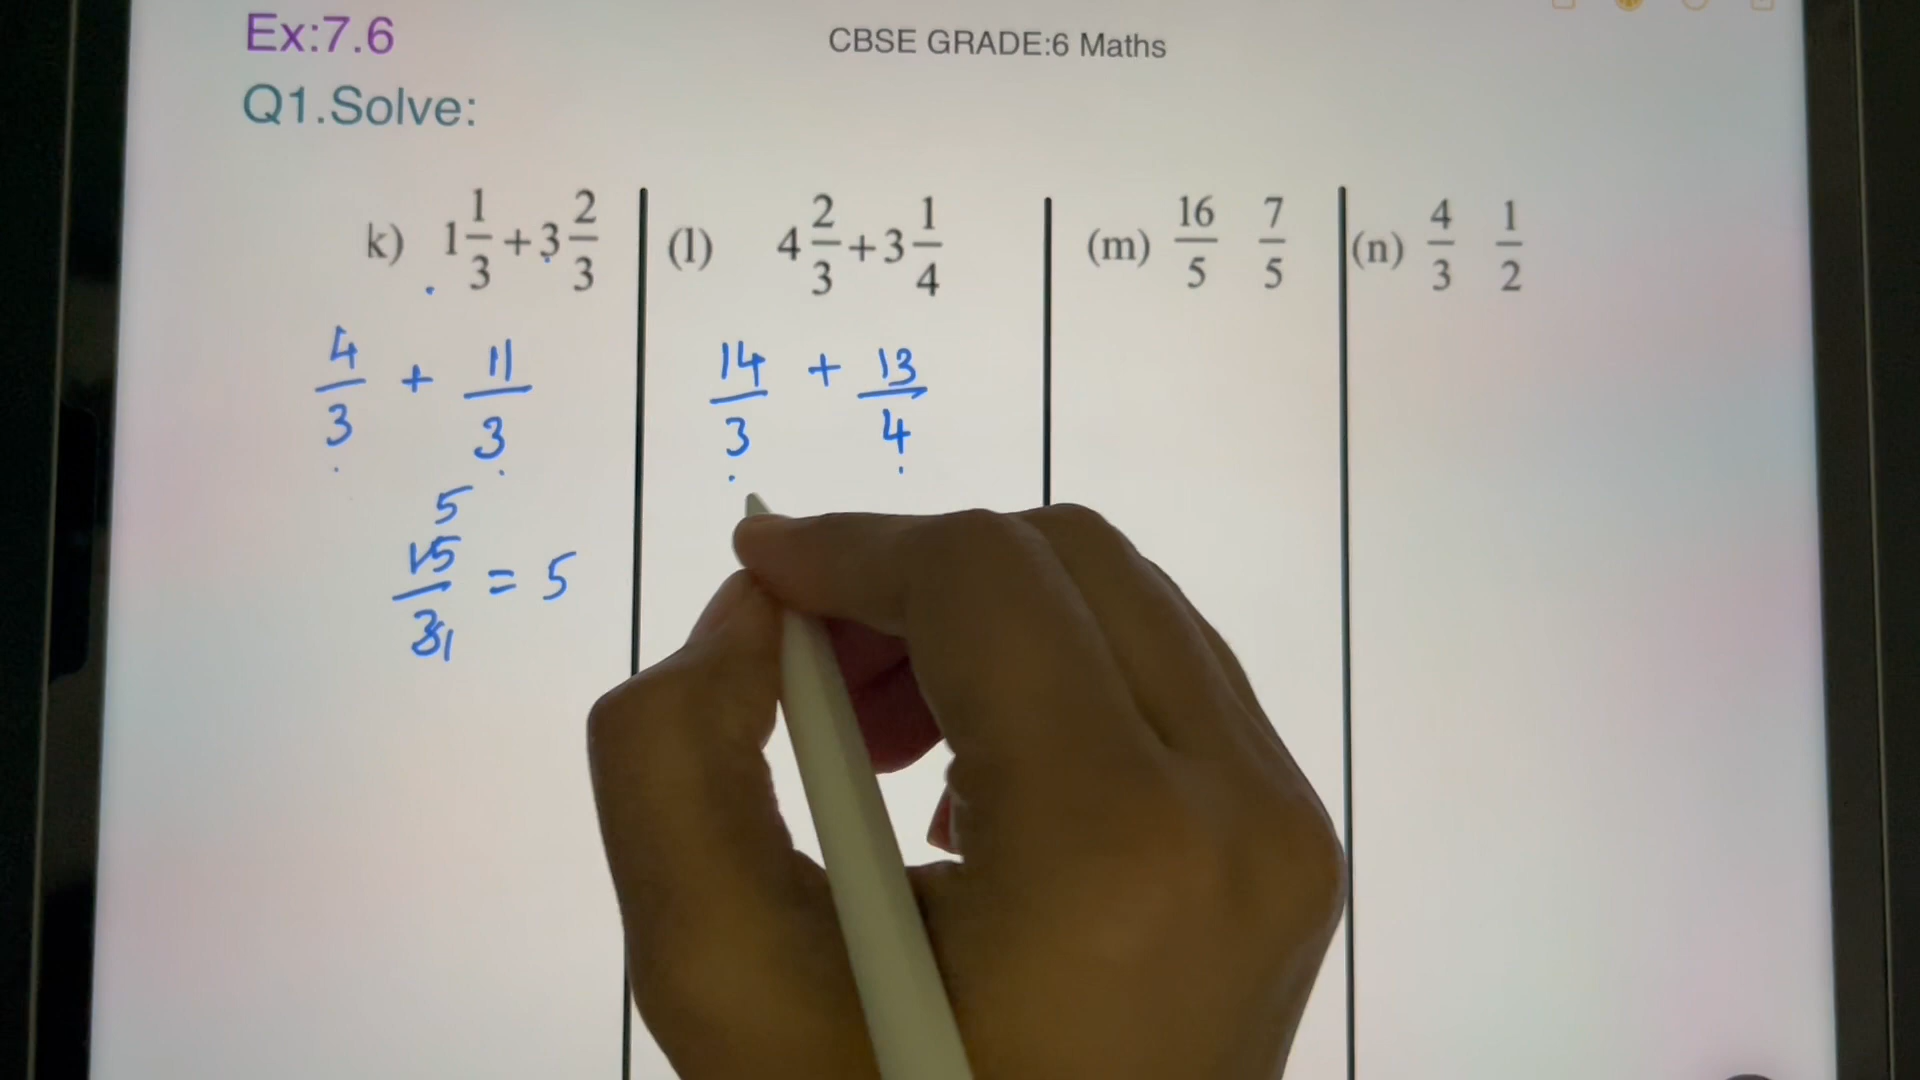 Ex:7.6
CBSE GRADE:6 Maths
Q1.Solve:
k) 1 1/3 + 3 2/3
(l) 4 2/3 + 3 1/4
(m) 16/5 7/5
(n) 4/3 1/2
4/3 + 11/3
14/3 + 13/4
5
15/3 = 5
1